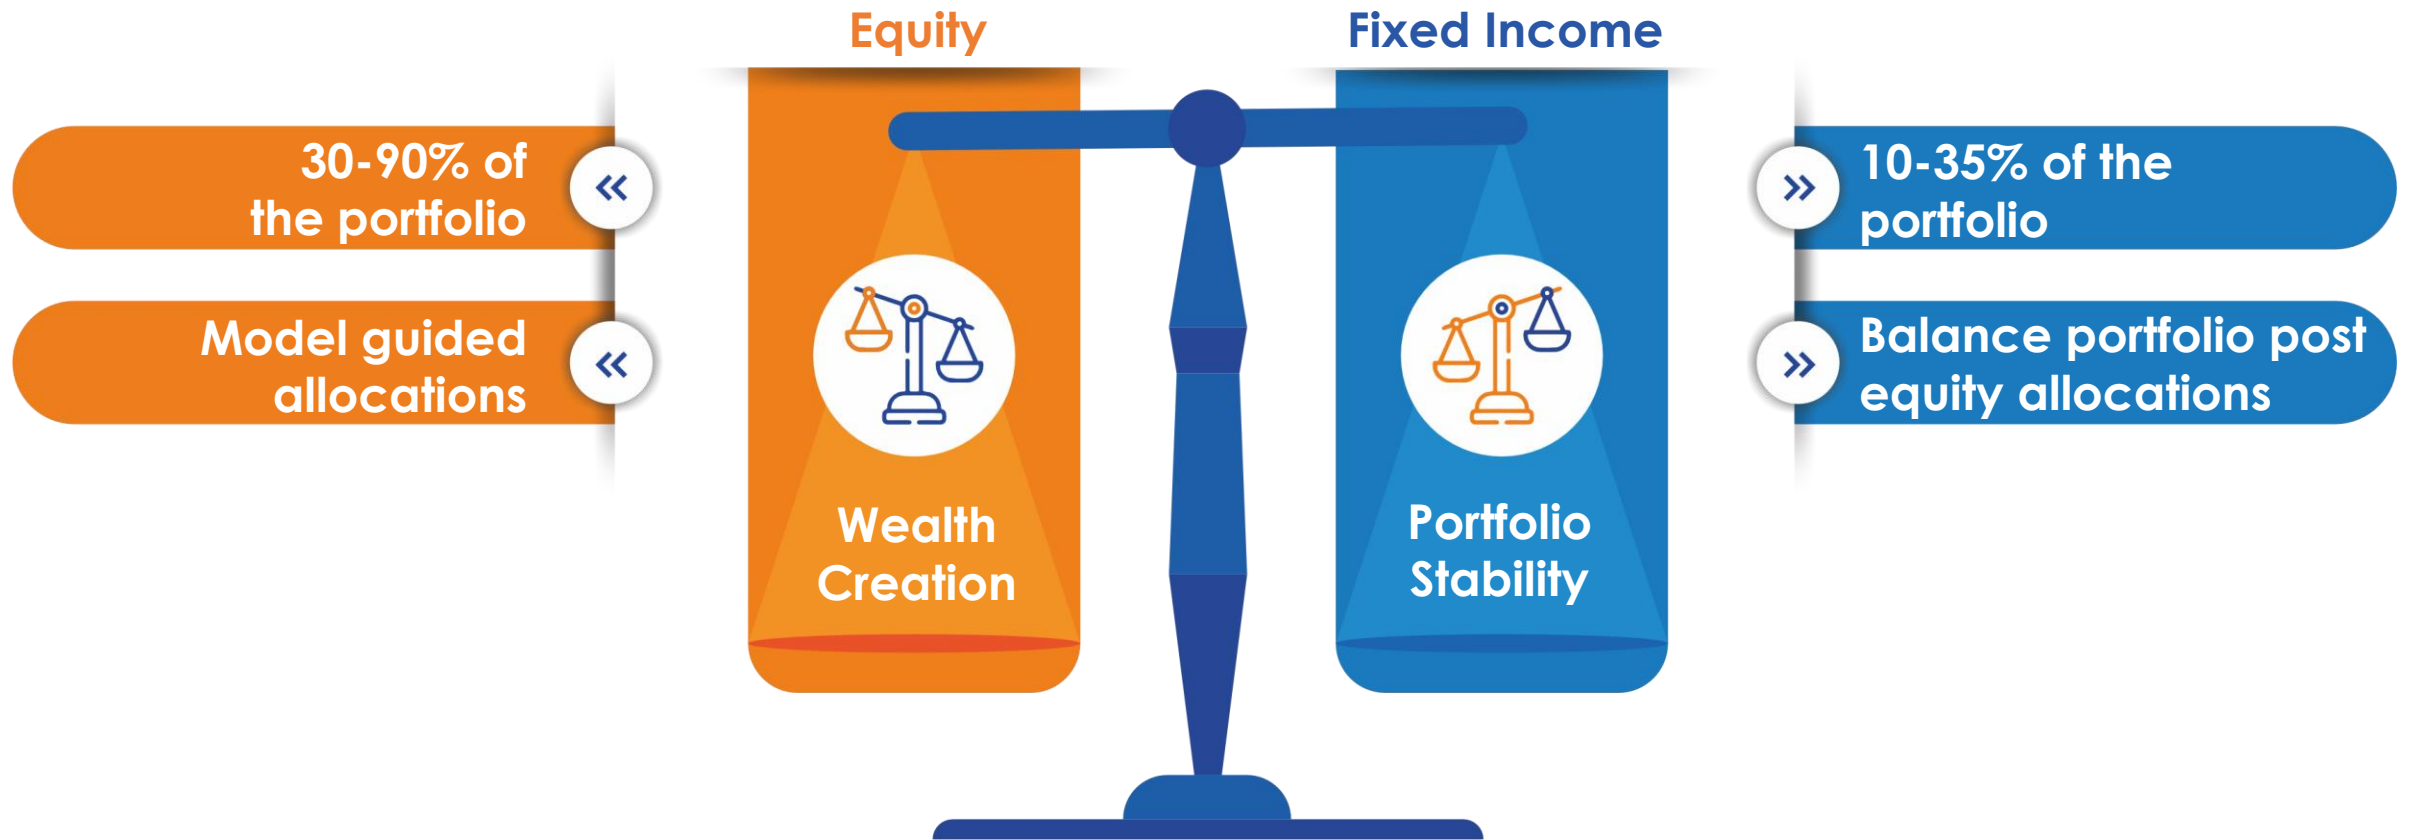 Equity
Fixed Income
30-90% of
the portfolio
10-35% of the
portfolio
Model guided
allocations
Balance portfolio post
equity allocations
Wealth
Creation
Portfolio
Stability